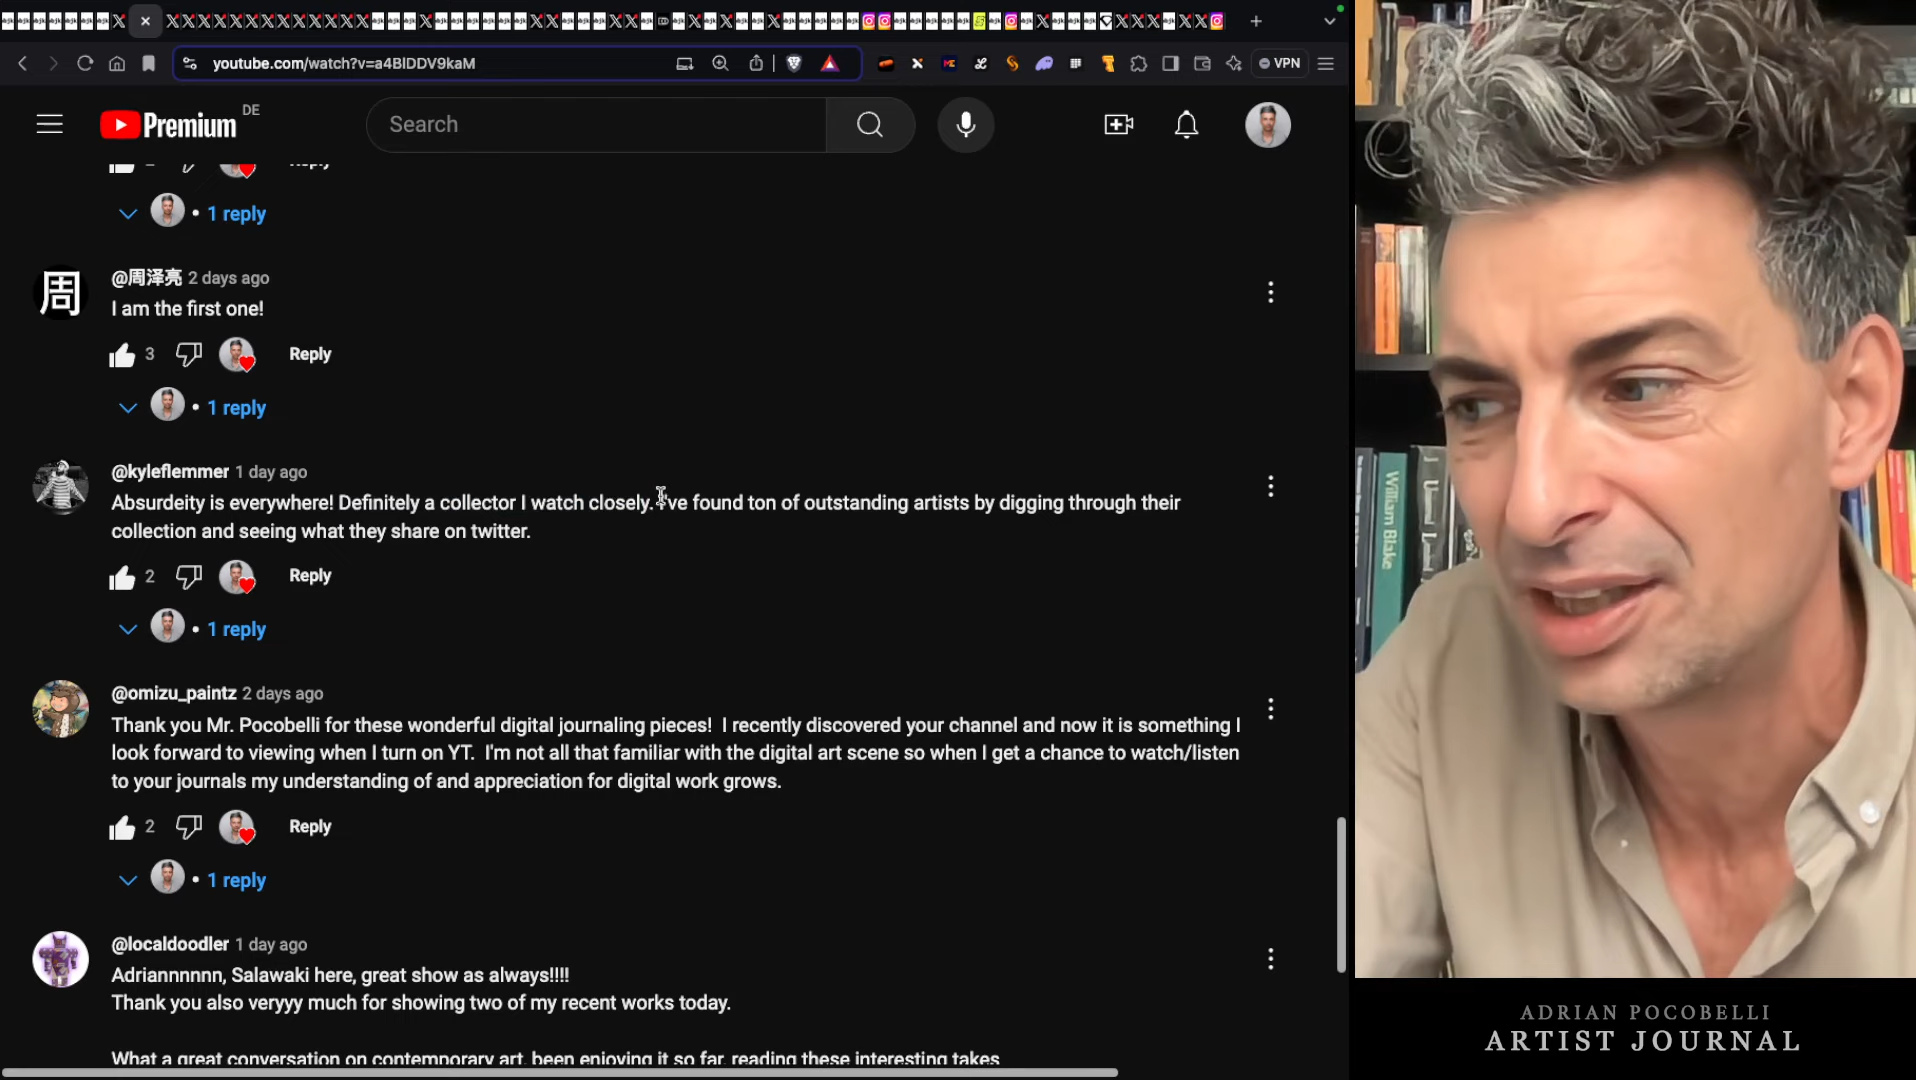 youtube.com/watch?v=a4BIDDV9kaM
VPN
Premium
DE
Search
Reply
1 reply
周
@周泽亮 2 days ago
I am the first one!
3
Reply
1 reply
@kyleflemmer 1 day ago
Absurdeity is everywhere! Definitely a collector I watch closely. I've found ton of outstanding artists by digging through their
collection and seeing what they share on twitter.
2
Reply
1 reply
@omizu_paintz 2 days ago
Thank you Mr. Pocobelli for these wonderful digital journaling pieces!  I recently discovered your channel and now it is something I
look forward to viewing when I turn on YT.  I'm not all that familiar with the digital art scene so when I get a chance to watch/listen
to your journals my understanding of and appreciation for digital work grows.
2
Reply
1 reply
@localdoodler 1 day ago
Adriannnnnn, Salawaki here, great show as always!!!!
Thank you also veryyy much for showing two of my recent works today.
What a great conversation on contemporary art, been enjoying it so far, reading these interesting takes
William Blake
ADRIAN POCOBELLI
ARTIST JOURNAL